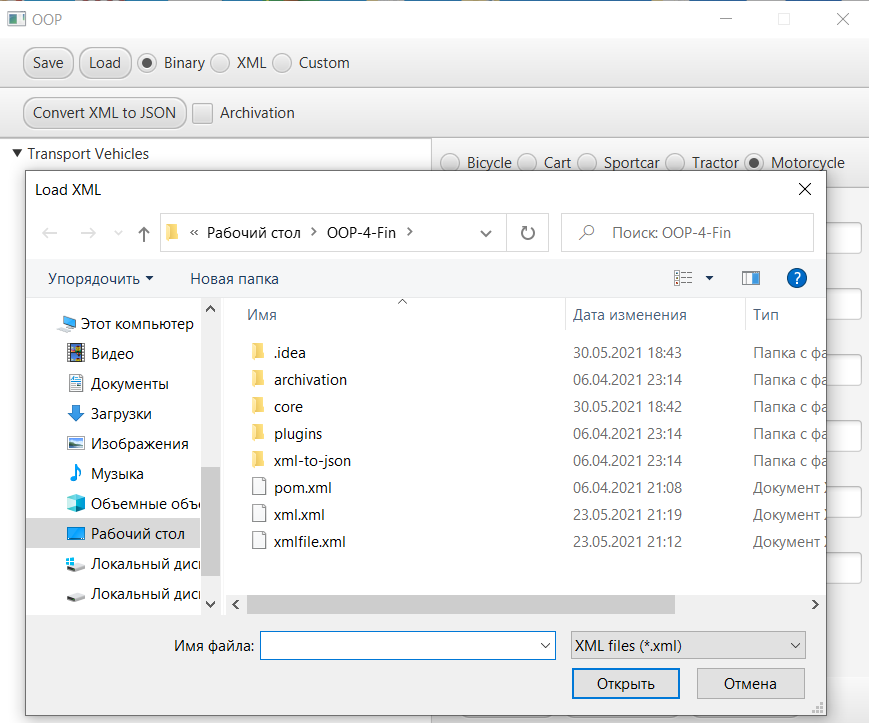 OOP
Save Load Binary XML Custom
Convert XML to JSON Archivation
Transport Vehicles
Bicycle Cart Sportcar Tractor Motorcycle
Load XML
« Рабочий стол > OOP-4-Fin >
Поиск: OOP-4-Fin
Упорядочить Новая папка
?
Этот компьютер
Видео
Документы
Загрузки
Изображения
Музыка
Объемные объ
Рабочий стол
Локальный дис
Локальный дис
Имя Дата изменения Тип
.idea 30.05.2021 18:43 Папка с фа
archivation 06.04.2021 23:14 Папка с фа
core 30.05.2021 18:42 Папка с фа
plugins 06.04.2021 23:14 Папка с фа
xml-to-json 06.04.2021 23:14 Папка с фа
pom.xml 06.04.2021 21:08 Документ X
xml.xml 23.05.2021 21:19 Документ X
xmlfile.xml 23.05.2021 21:12 Документ X
Имя файла: XML files (*.xml)
Открыть Отмена